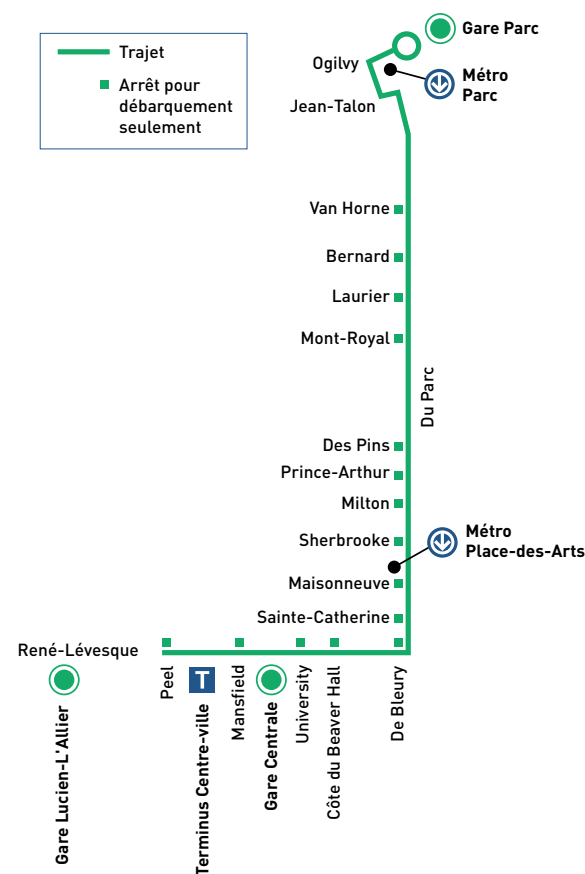 Trajet
Arrêt pour
débarquement
seulement
Gare Parc
Ogilvy
Métro
Parc
Jean-Talon
Van Horne
Bernard
Laurier
Mont-Royal
Du Parc
Des Pins
Prince-Arthur
Milton
Sherbrooke
Métro
Place-des-Arts
Maisonneuve
Sainte-Catherine
René-Lévesque
Gare Lucien-L'Allier
Peel
T
Terminus Centre-ville
Mansfield
Gare Centrale
University
Côte du Beaver Hall
De Bleury